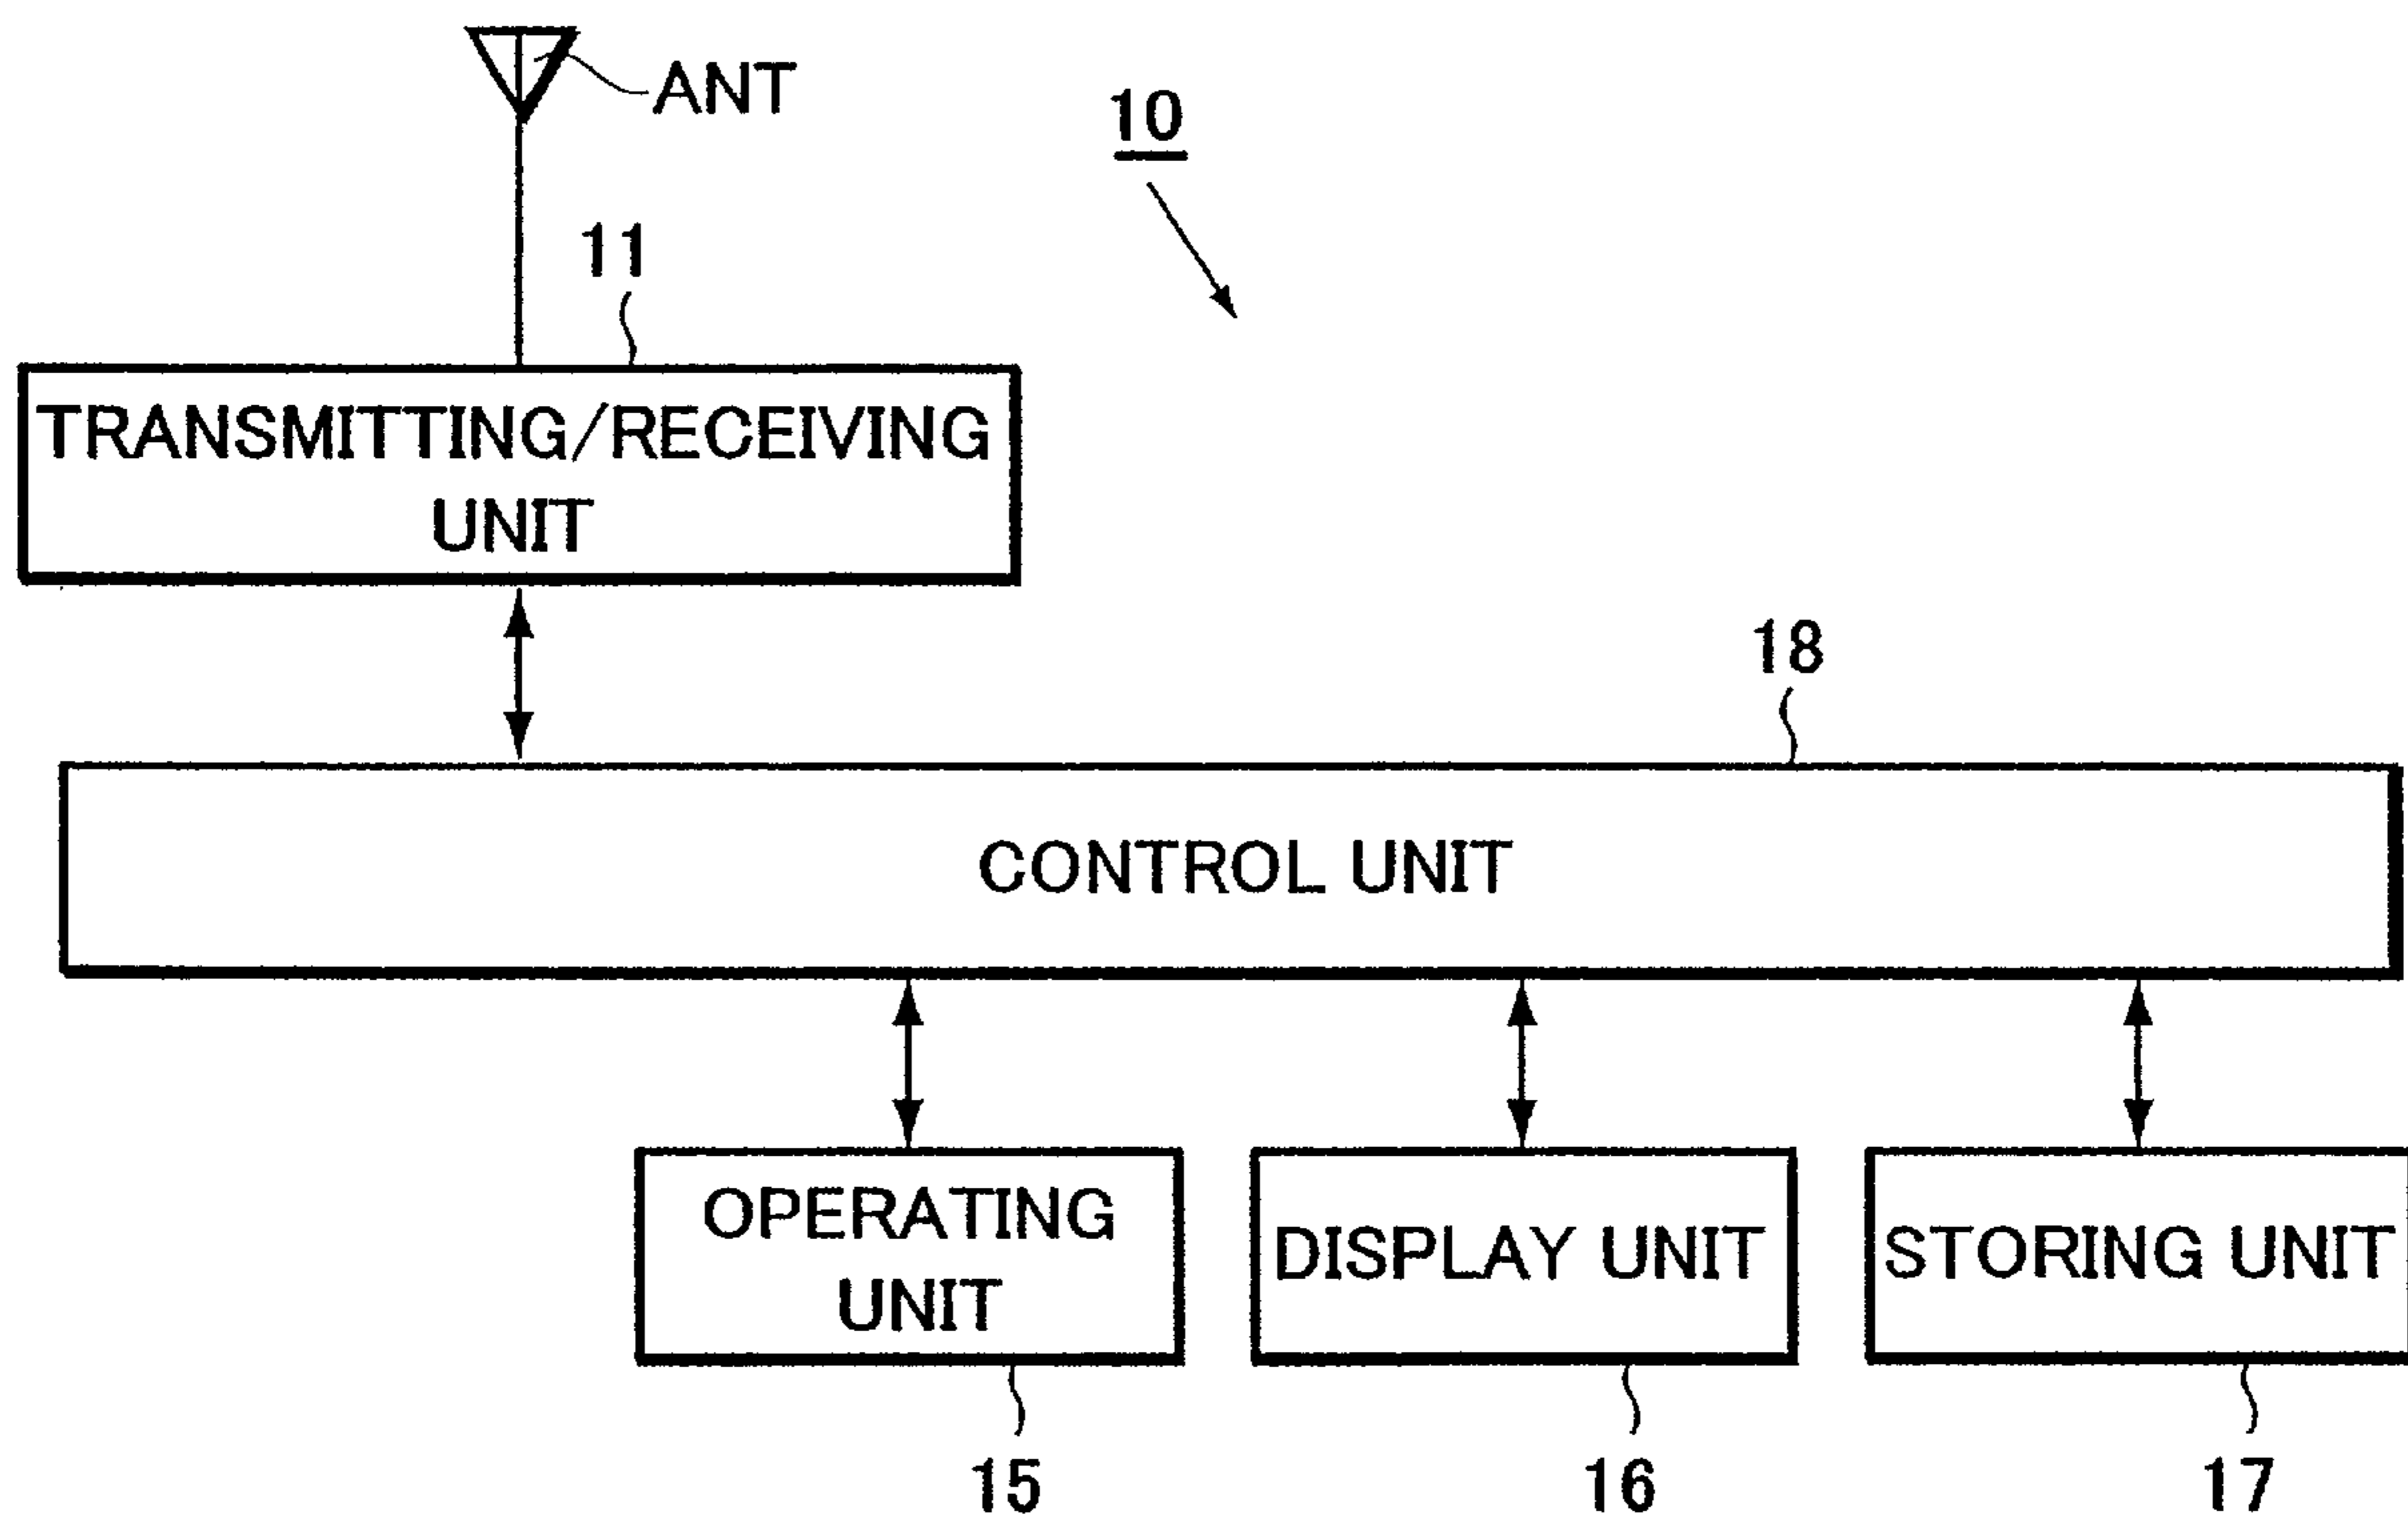 ANT
10
11
TRANSMITTING/RECEIVING
UNIT
18
CONTROL UNIT
OPERATING
UNIT
DISPLAY UNIT
STORING UNIT
15
16
17